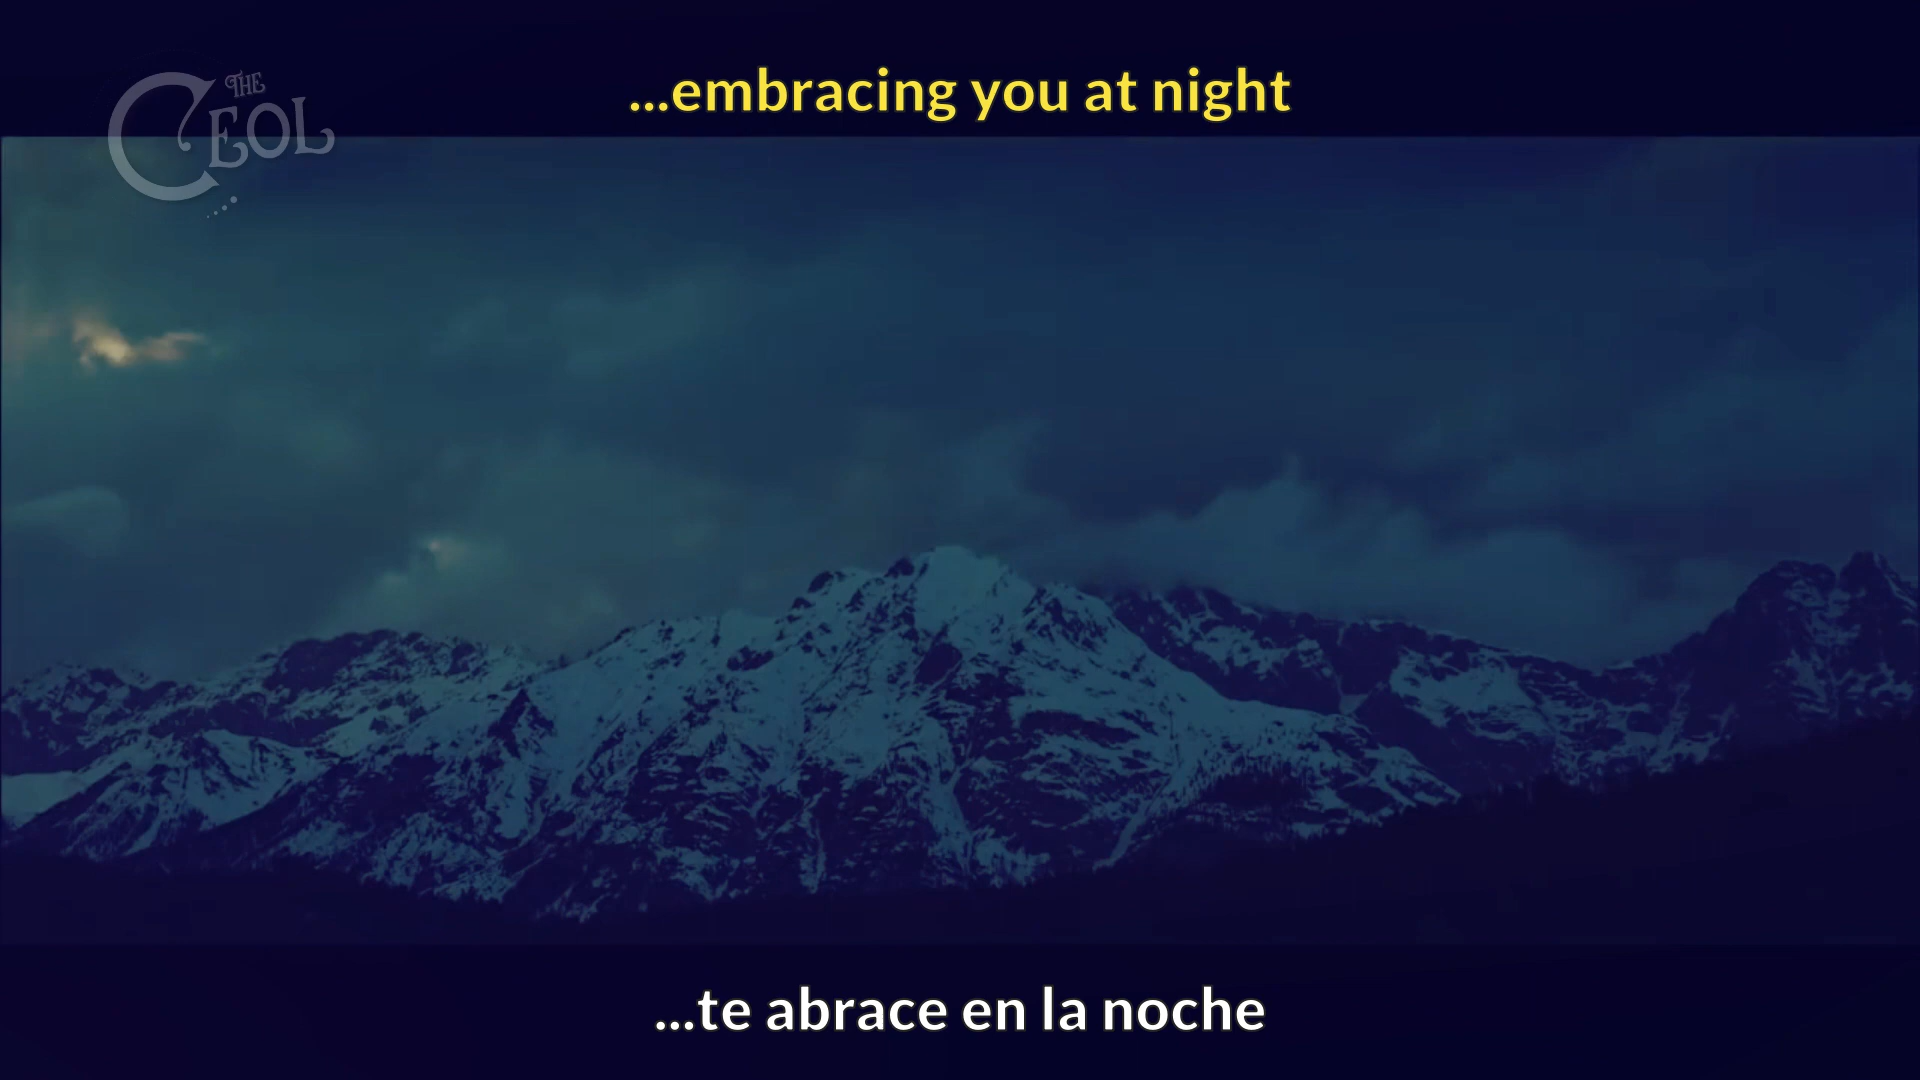 THE
CEOL
...embracing you at night
...te abrace en la noche